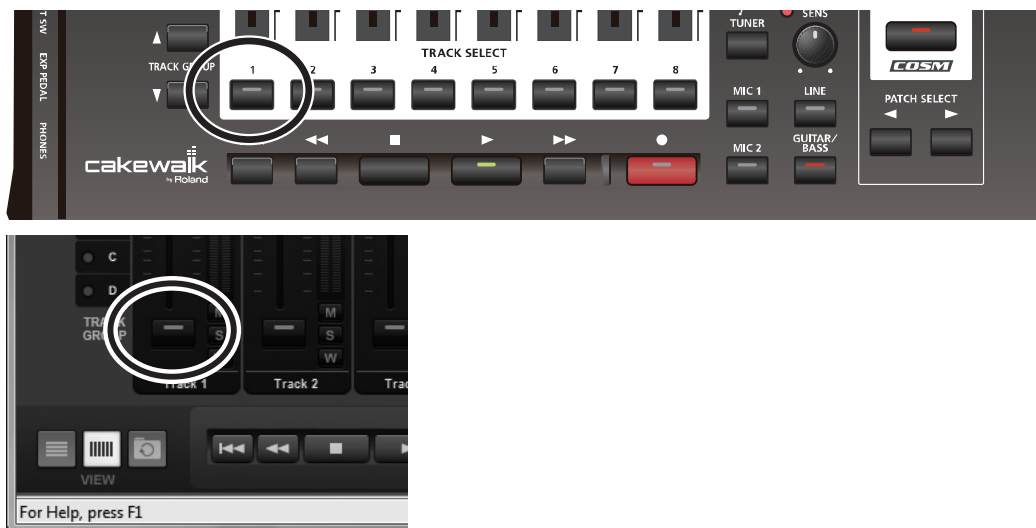 T SW
EXP PEDAL
PHONES
TRACK GROUP
TRACK SELECT
1 2 3 4 5 6 7 8
TUNER
SENS
COSM
MIC 1
LINE
PATCH SELECT
MIC 2
GUITAR/
BASS
cakewalk
by Roland
C
D
TRACK
GROUP
M
S
S
W
Track 1
Track 2
Trac
VIEW
For Help, press F1